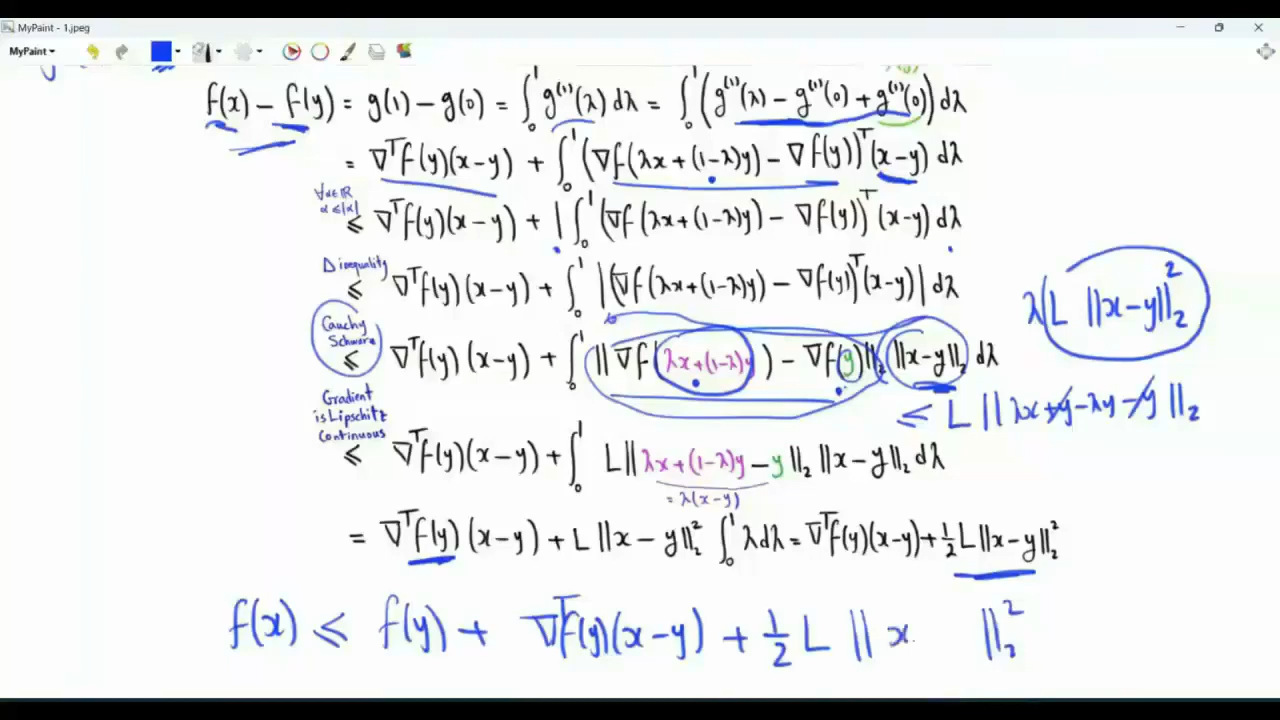 MyPaint - 1.jpeg
MyPaint
f(x) - f(y) = g(1) - g(0) = ∫₀¹ g⁽¹⁾(λ) dλ = ∫₀¹ (g⁽¹⁾(λ) - g⁽¹⁾(0) + g⁽¹⁾(0)) dλ
= ∇ᵀf(y)(x-y) + ∫₀¹ (∇f(λx+(1-λ)y) - ∇f(y))ᵀ(x-y) dλ
∀α∈ℝ
α≤|α|
≤ ∇ᵀf(y)(x-y) + |∫₀¹ (∇f(λx+(1-λ)y) - ∇f(y))ᵀ(x-y) dλ
Δ inequality
≤ ∇ᵀf(y)(x-y) + ∫₀¹ |(∇f(λx+(1-λ)y) - ∇f(y))ᵀ(x-y)| dλ
λ(L ||x-y||₂²
Cauchy
Schwarz
≤ ∇ᵀf(y)(x-y) + ∫₀¹ ||∇f(λx+(1-λ)y) - ∇f(y)||₂ ||x-y||₂ dλ
≤ L ||λx+y-λy-y||₂
Gradient
is Lipschitz
Continuous
≤ ∇ᵀf(y)(x-y) + ∫₀¹ L||λx+(1-λ)y-y||₂ ||x-y||₂ dλ
= λ(x-y)
= ∇ᵀf(y)(x-y) + L ||x-y||₂² ∫₀¹ λdλ = ∇ᵀf(y)(x-y) + ½L||x-y||₂²
f(x) ≤ f(y) + ∇ᵀf(y)(x-y) + ½ L ||x ||₂²